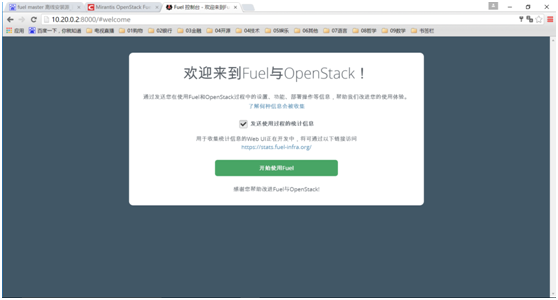 fuel master 离线安装源
Mirantis OpenStack Fue
Fuel 控制台 - 欢迎来到Fu
10.20.0.2:8000/#welcome
应用 百度一下，你就知道 电视直播 01购物 02银行 03金融 04开源 04技术 05娱乐 06其他 07语言 08哲学 09数字 书签栏
欢迎来到Fuel与OpenStack！
通过发送您在使用Fuel和OpenStack过程中的设置、功能、部署操作等信息，帮助我们改进您的使用体验。
了解何种信息会被收集
发送使用过程的统计信息
用于收集统计信息的Web UI正在开发中，将可通过以下链接访问
https://stats.fuel-infra.org/
开始使用Fuel
感谢您帮助改进Fuel与OpenStack!